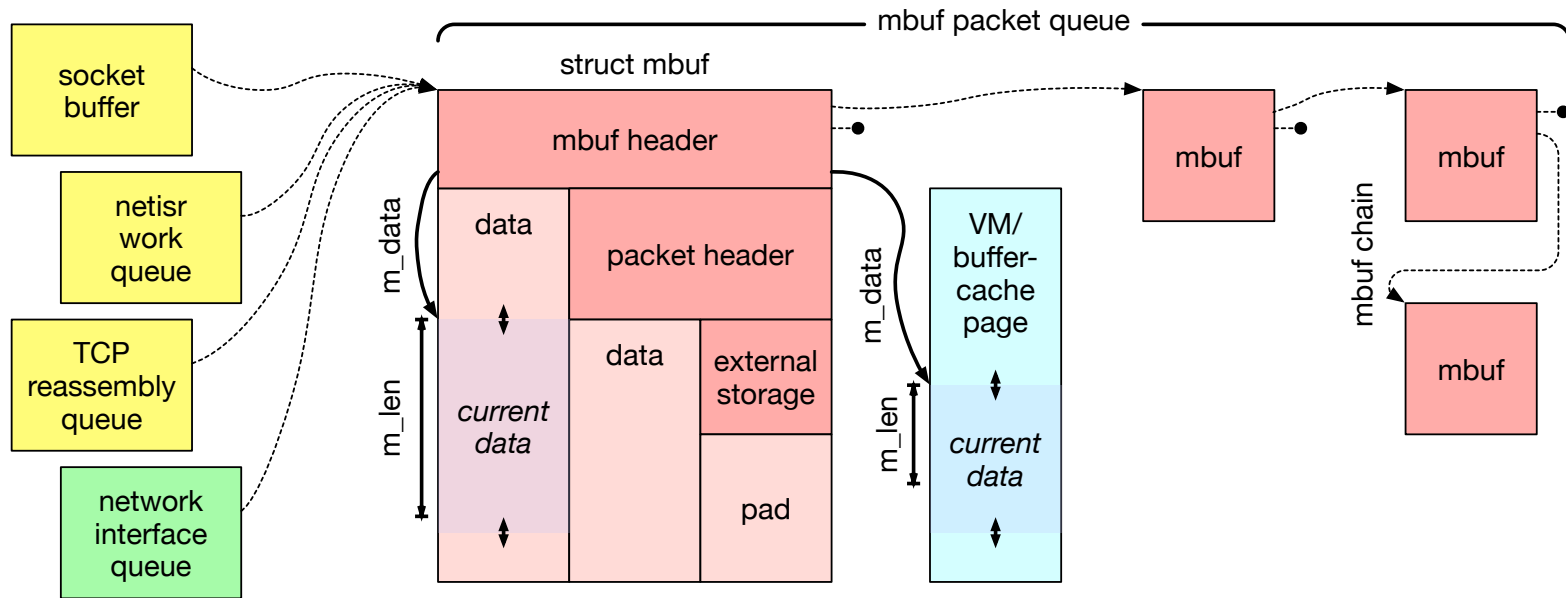 mbuf packet queue
socket
buffer
netisr
work
queue
TCP
reassembly
queue
network
interface
queue
struct mbuf
mbuf header
m_data
m_len
data
packet header
data
external
storage
current
data
pad
m_data
m_len
VM/
buffer-
cache
page
current
data
mbuf
mbuf
mbuf chain
mbuf